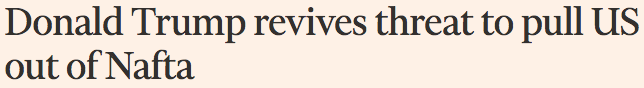 Donald Trump revives threat to pull US
out of Nafta